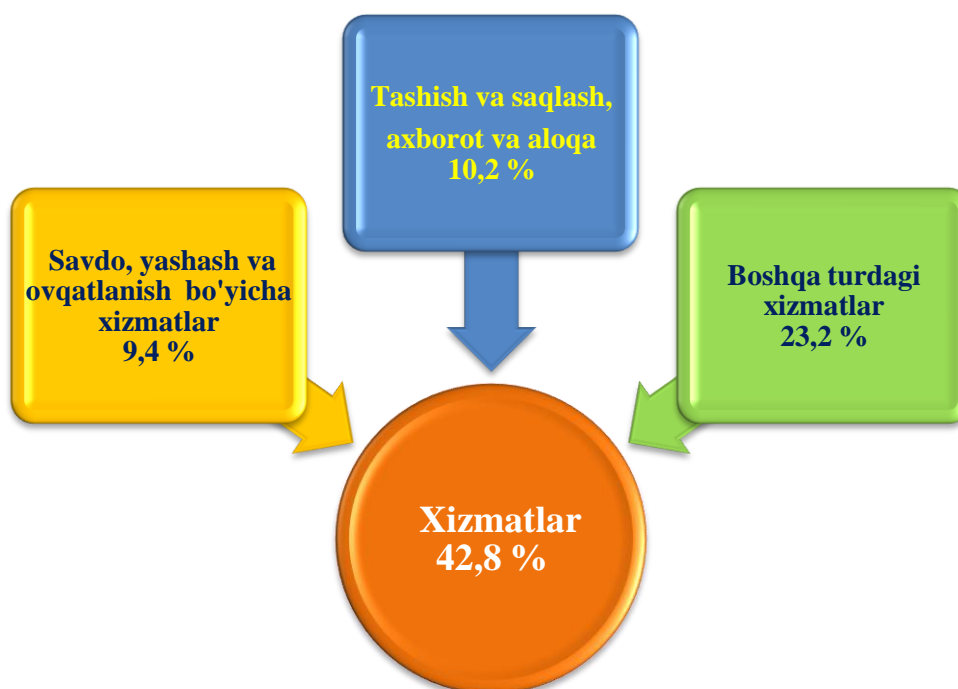 Tashish va saqlash,
axborot va aloqa
10,2 %
Savdo, yashash va
ovqatlanish bo'yicha
xizmatlar
9,4 %
Boshqa turdagi
xizmatlar
23,2 %
Xizmatlar
42,8 %